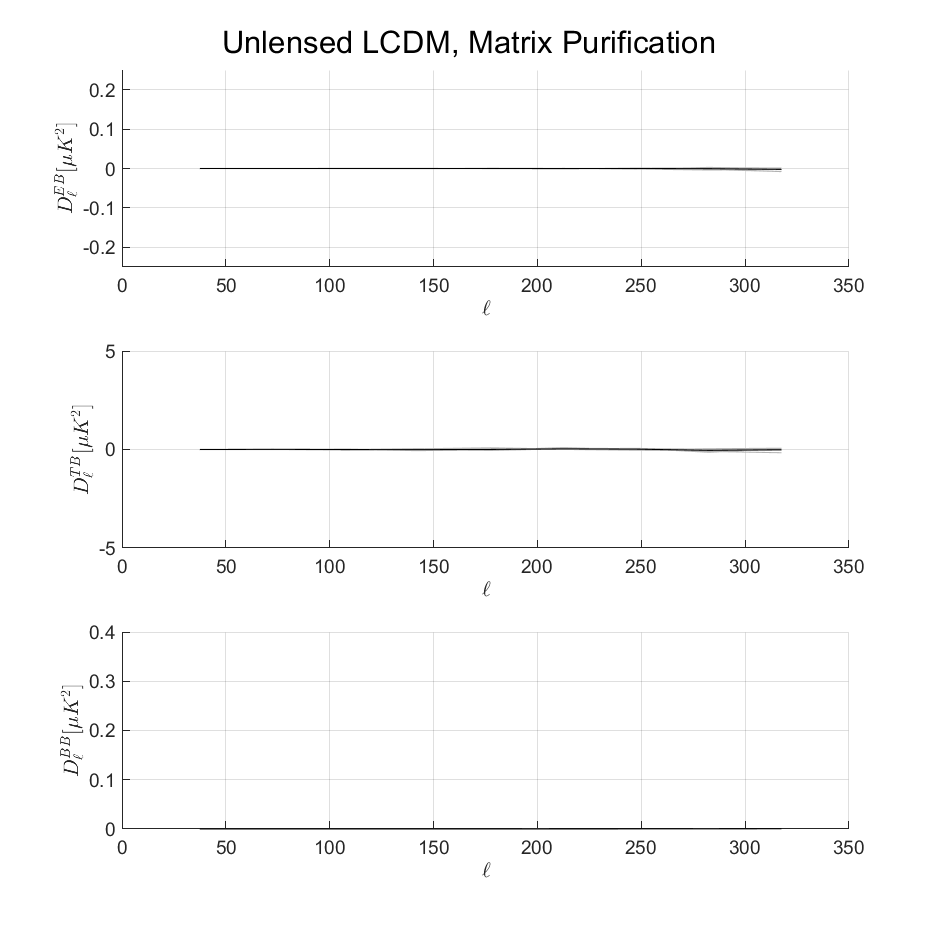 Unlensed LCDM, Matrix Purification
D_ℓ^{EB}[μK^2]
0.2
0.1
0
-0.1
-0.2
0 50 100 150 200 250 300 350
ℓ
D_ℓ^{TB}[μK^2]
5
0
-5
0 50 100 150 200 250 300 350
ℓ
D_ℓ^{BB}[μK^2]
0.4
0.3
0.2
0.1
0
0 50 100 150 200 250 300 350
ℓ